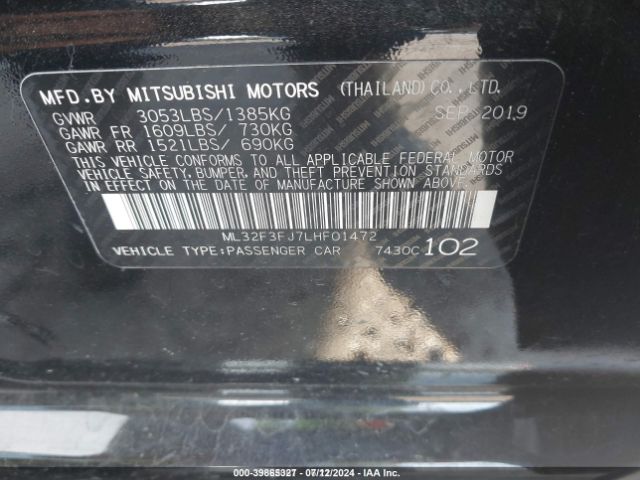 MFD.BY MITSUBISHI MOTORS (THAILAND) CO., LTD.
GVWR 3053LBS/1385KG SEP 2019
GAWR FR 1609LBS/ 730KG
GAWR RR 1521LBS/ 690KG
THIS VEHICLE CONFORMS TO ALL APPLICABLE FEDERAL MOTOR
VEHICLE SAFETY, BUMPER, AND THEFT PREVENTION STANDARDS
IN EFFECT ON THE DATE OF MANUFACTURE SHOWN ABOVE.
ML32F3FJ7LHF01472
VEHICLE TYPE:PASSENGER CAR 7430C 102
000-39865327 - 07/12/2024 - IAA Inc.